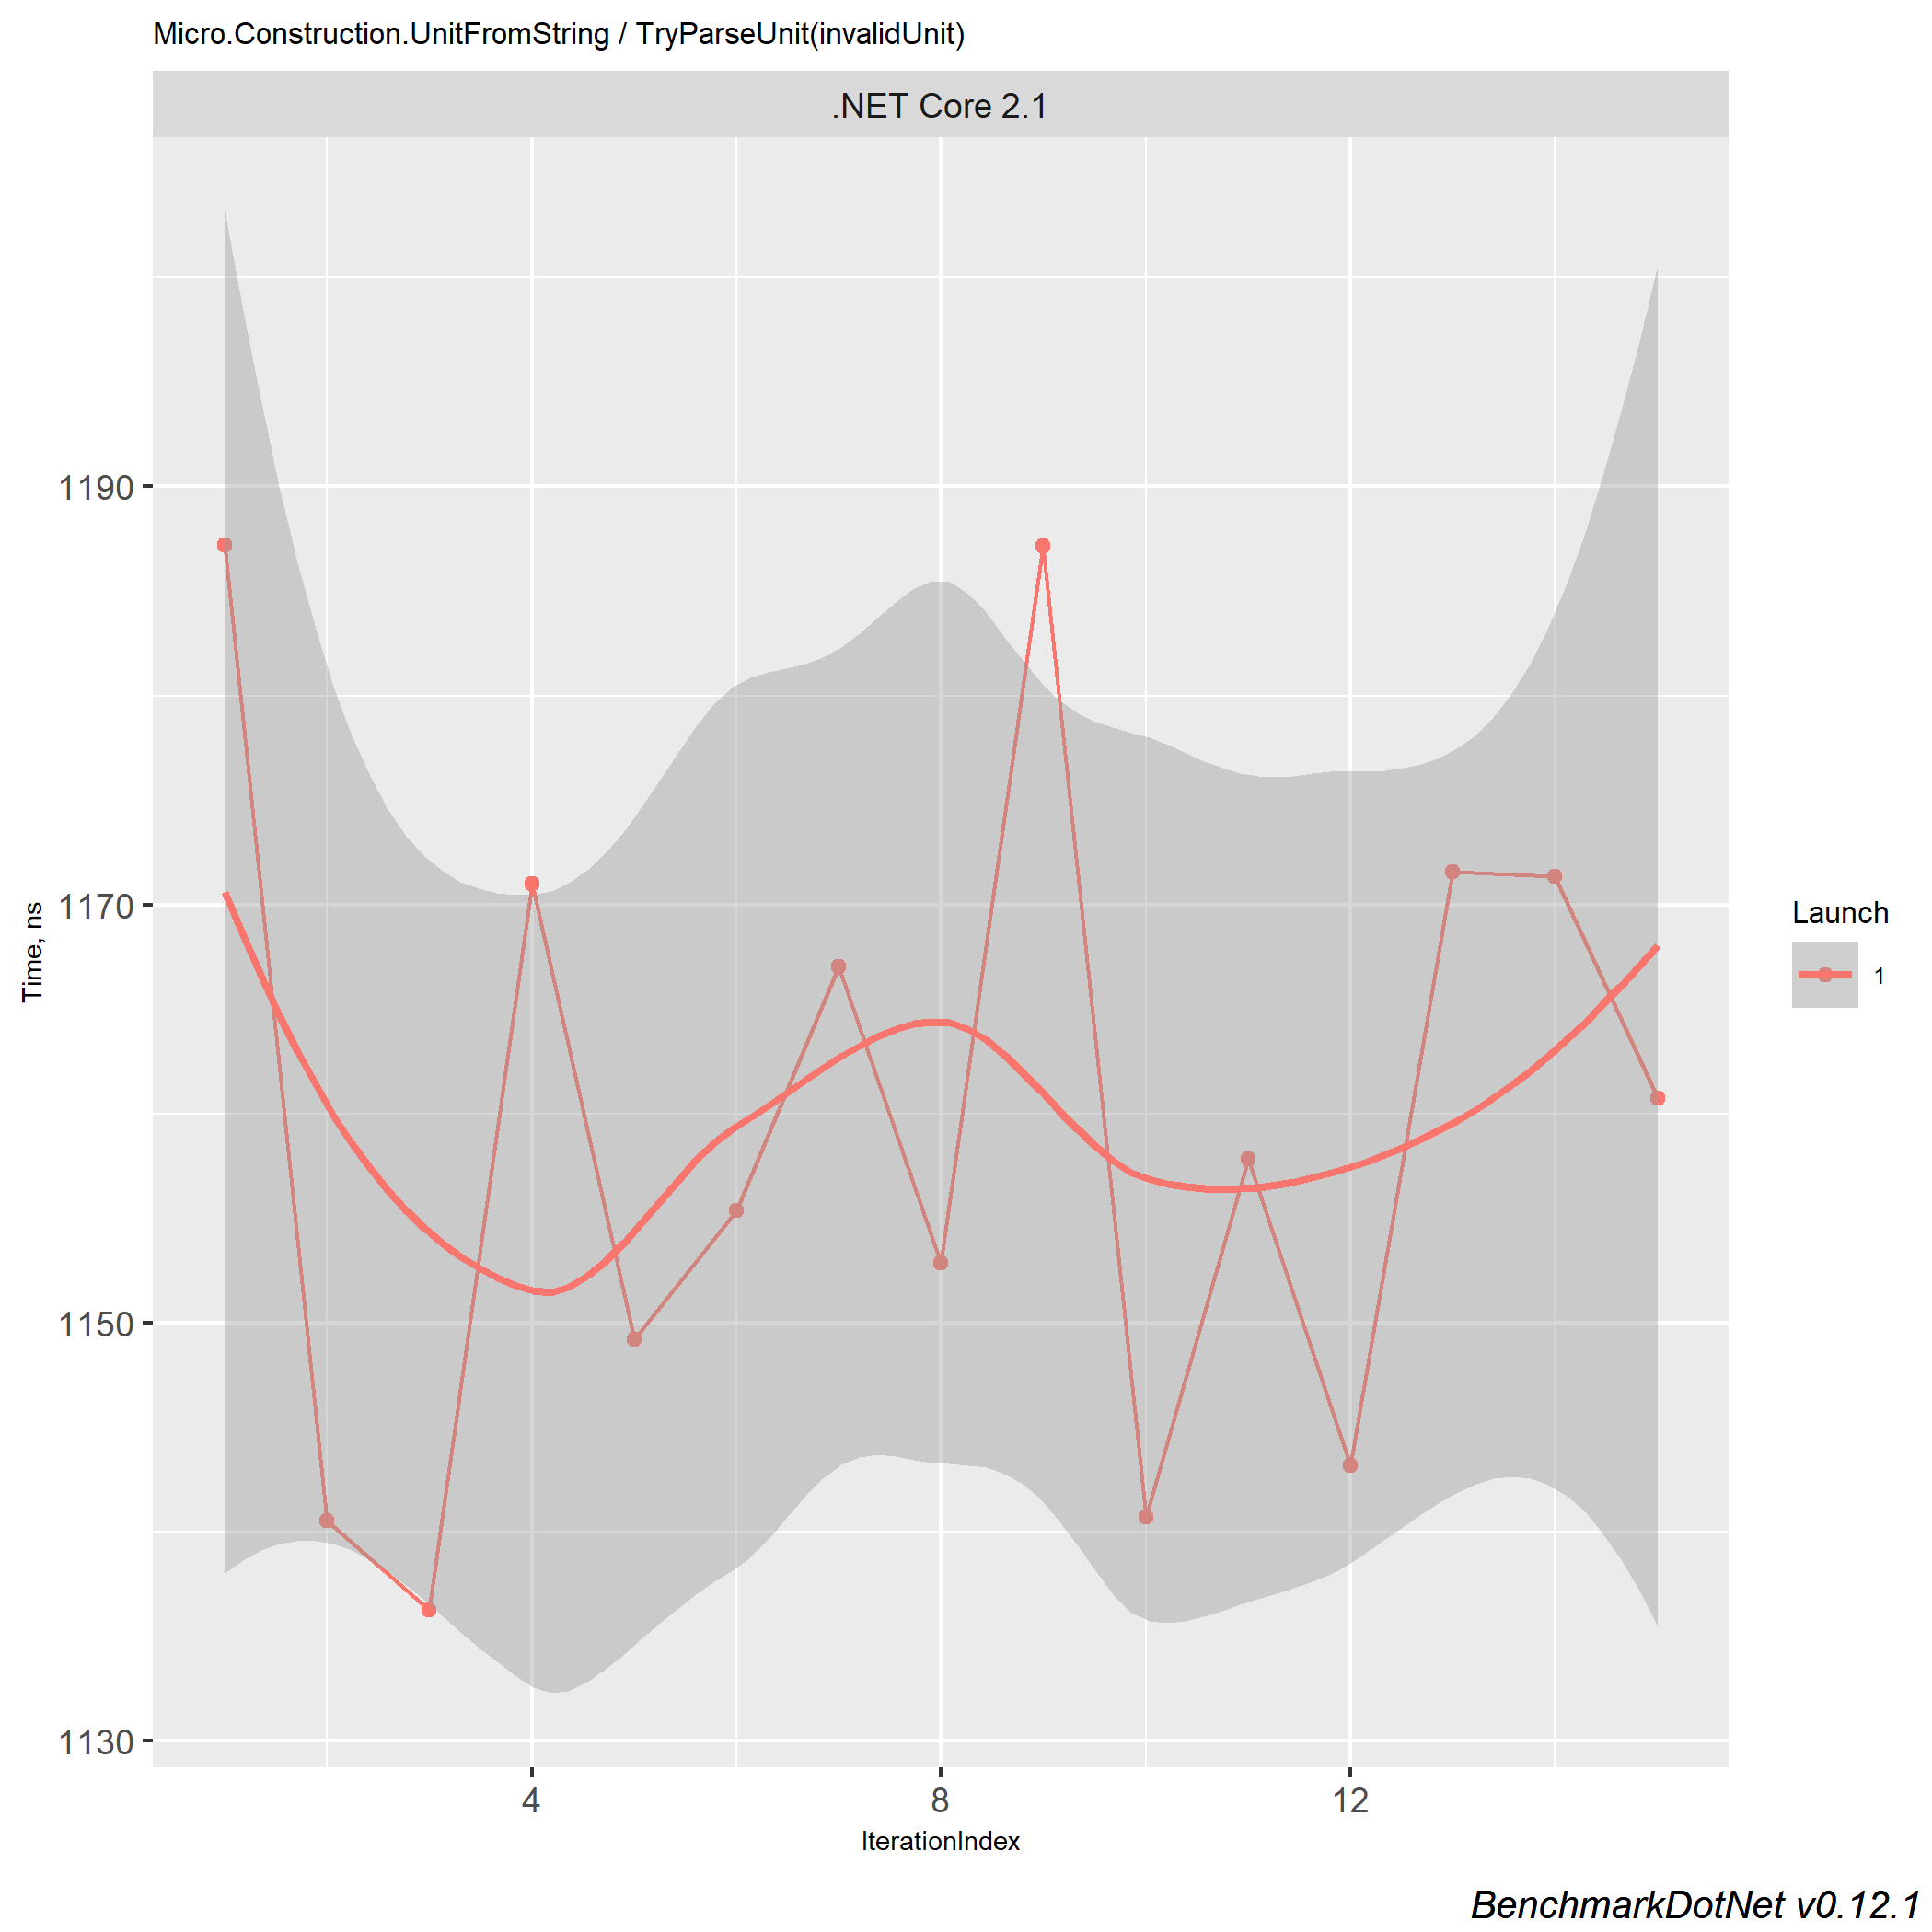 Micro.Construction.UnitFromString / TryParseUnit(invalidUnit)
.NET Core 2.1
1190
1170
1150
1130
Time, ns
4 8 12
IterationIndex
Launch
1
BenchmarkDotNet v0.12.1